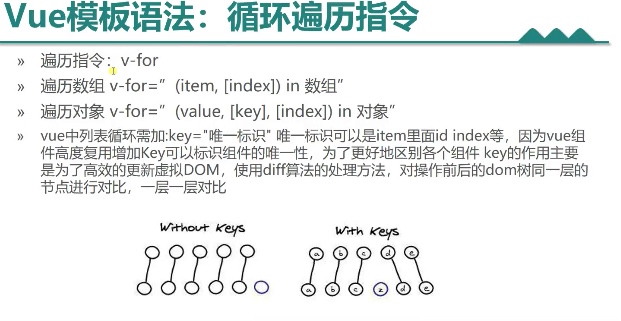 Vue模板语法：循环遍历指令
» 遍历指令：v-for
» 遍历数组 v-for=”（item, [index]) in 数组”
» 遍历对象 v-for=”（value, [key], [index]) in 对象”
» vue中列表循环需加:key="唯一标识" 唯一标识可以是item里面id index等，因为vue组
件高度复用增加Key可以标识组件的唯一性，为了更好地区别各个组件 key的作用主要
是为了高效的更新虚拟DOM，使用diff算法的处理方法，对操作前后的dom树同一层的
节点进行对比，一层一层对比
Without Keys
With Keys
a b c d e
a b c z d e